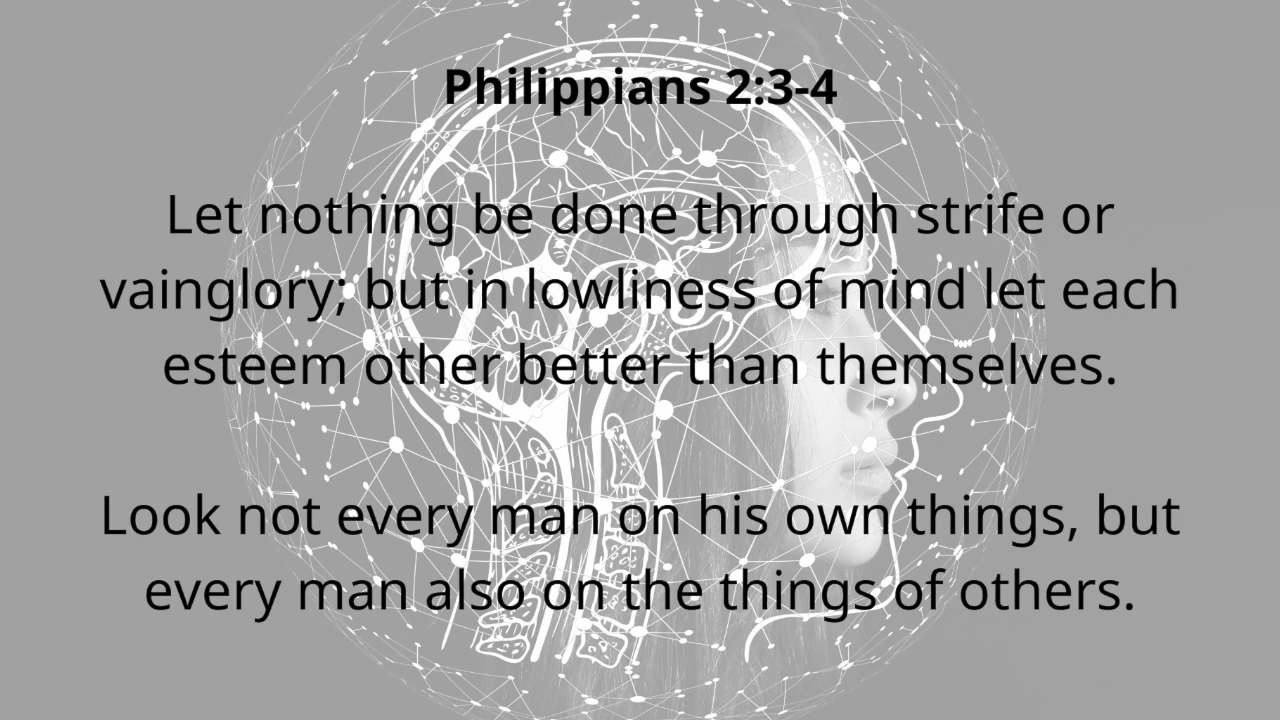 Philippians 2:3-4
Let nothing be done through strife or
vainglory; but in lowliness of mind let each
esteem other better than themselves.
Look not every man on his own things, but
every man also on the things of others.